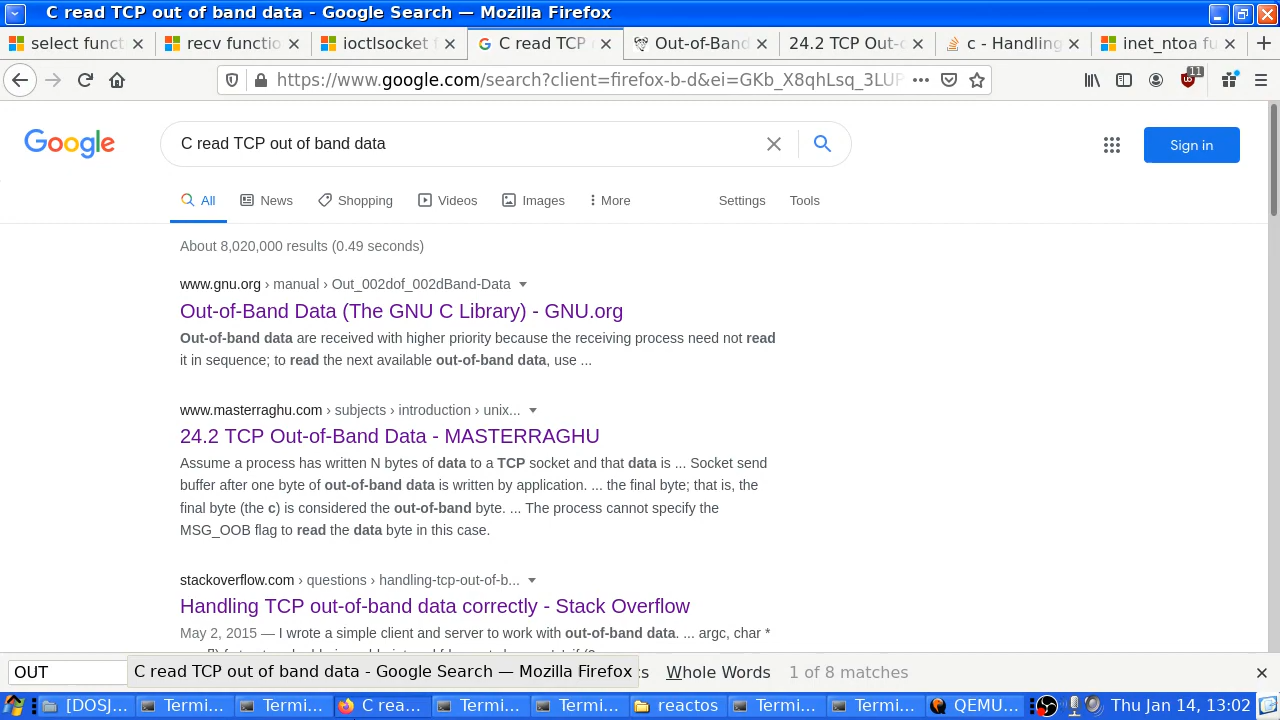 C read TCP out of band data - Google Search — Mozilla Firefox
select funct
recv functio
ioctlsocket f
C read TCP
Out-of-Band
24.2 TCP Out-o
c - Handling
inet_ntoa fu
https://www.google.com/search?client=firefox-b-d&ei=GKb_X8qhLsq_3LUP
11
Google
C read TCP out of band data
Sign in
All
News
Shopping
Videos
Images
More
Settings
Tools
About 8,020,000 results (0.49 seconds)
www.gnu.org › manual › Out_002dof_002dBand-Data
Out-of-Band Data (The GNU C Library) - GNU.org
Out-of-band data are received with higher priority because the receiving process need not read
it in sequence; to read the next available out-of-band data, use ...
www.masterraghu.com › subjects › introduction › unix...
24.2 TCP Out-of-Band Data - MASTERRAGHU
Assume a process has written N bytes of data to a TCP socket and that data is ... Socket send
buffer after one byte of out-of-band data is written by application. ... the final byte; that is, the
final byte (the c) is considered the out-of-band byte. ... The process cannot specify the
MSG_OOB flag to read the data byte in this case.
stackoverflow.com › questions › handling-tcp-out-of-b...
Handling TCP out-of-band data correctly - Stack Overflow
May 2, 2015 — I wrote a simple client and server to work with out-of-band data. ... argc, char *
OUT
C read TCP out of band data - Google Search — Mozilla Firefox
Whole Words
1 of 8 matches
[DOSJ...
Termi...
Termi...
C rea...
Termi...
Termi...
reactos
Termi...
Termi...
QEMU...
Thu Jan 14, 13:02